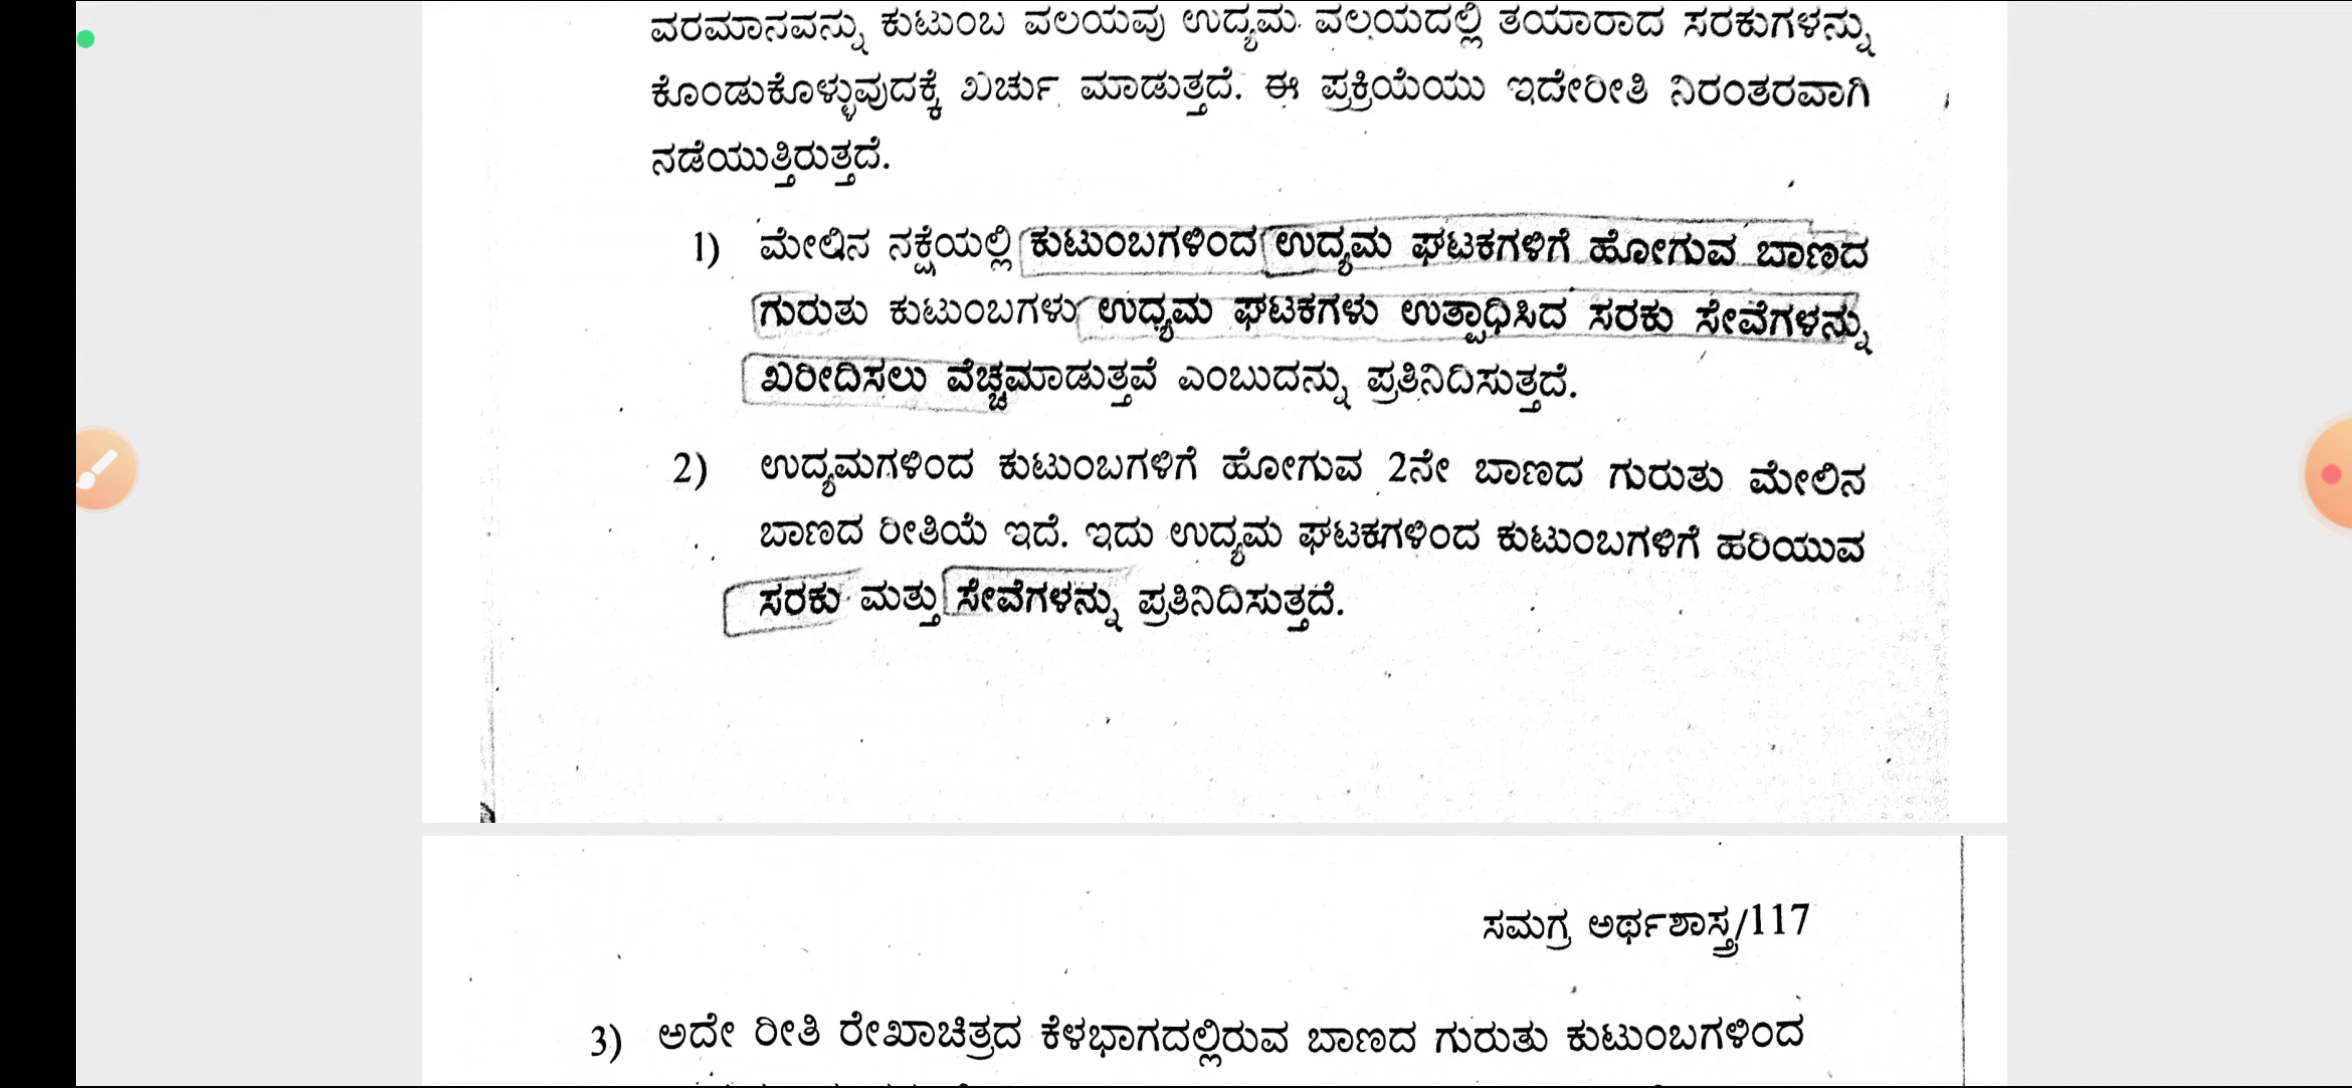 ವರಮಾನವನ್ನು ಕುಟುಂಬ ವಲಯವು ಉದ್ಯಮ ವಲಯದಲ್ಲಿ ತಯಾರಾದ ಸರಕುಗಳನ್ನು
ಕೊಂಡುಕೊಳ್ಳುವುದಕ್ಕೆ ಖರ್ಚು ಮಾಡುತ್ತದೆ. ಈ ಪ್ರಕ್ರಿಯೆಯು ಇದೇರೀತಿ ನಿರಂತರವಾಗಿ
ನಡೆಯುತ್ತಿರುತ್ತದೆ.
1) ಮೇಲಿನ ನಕ್ಷೆಯಲ್ಲಿ ಕುಟುಂಬಗಳಿಂದ ಉದ್ಯಮ ಘಟಕಗಳಿಗೆ ಹೋಗುವ ಬಾಣದ
ಗುರುತು ಕುಟುಂಬಗಳು ಉದ್ಯಮ ಘಟಕಗಳು ಉತ್ಪಾಧಿಸಿದ ಸರಕು ಸೇವೆಗಳನ್ನು
ಖರೀದಿಸಲು ವೆಚ್ಚಮಾಡುತ್ತವೆ ಎಂಬುದನ್ನು ಪ್ರತಿನಿದಿಸುತ್ತದೆ.
2) ಉದ್ಯಮಗಳಿಂದ ಕುಟುಂಬಗಳಿಗೆ ಹೋಗುವ 2ನೇ ಬಾಣದ ಗುರುತು ಮೇಲಿನ
ಬಾಣದ ರೀತಿಯೆ ಇದೆ. ಇದು ಉದ್ಯಮ ಘಟಕಗಳಿಂದ ಕುಟುಂಬಗಳಿಗೆ ಹರಿಯುವ
ಸರಕು ಮತ್ತು ಸೇವೆಗಳನ್ನು ಪ್ರತಿನಿದಿಸುತ್ತದೆ.
ಸಮಗ್ರ ಅರ್ಥಶಾಸ್ತ್ರ/117
3) ಅದೇ ರೀತಿ ರೇಖಾಚಿತ್ರದ ಕೆಳಭಾಗದಲ್ಲಿರುವ ಬಾಣದ ಗುರುತು ಕುಟುಂಬಗಳಿಂದ